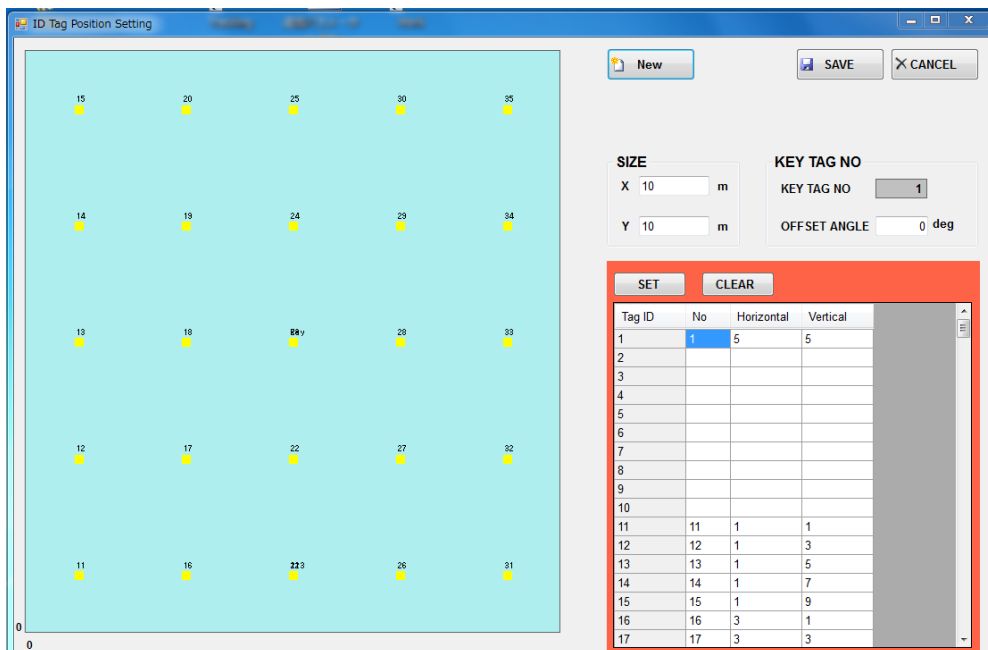 ID Tag Position Setting
New SAVE CANCEL
15 20 25 30 35
14 19 24 29 34
13 18 28 33
12 17 22 27 32
11 16 26 31
0
0
SIZE
X 10 m
Y 10 m
KEY TAG NO
KEY TAG NO 1
OFFSET ANGLE 0 deg
SET CLEAR
Tag ID No Horizontal Vertical
1 1 5 5
2
3
4
5
6
7
8
9
10
11 11 1 1
12 12 1 3
13 13 1 5
14 14 1 7
15 15 1 9
16 16 3 1
17 17 3 3